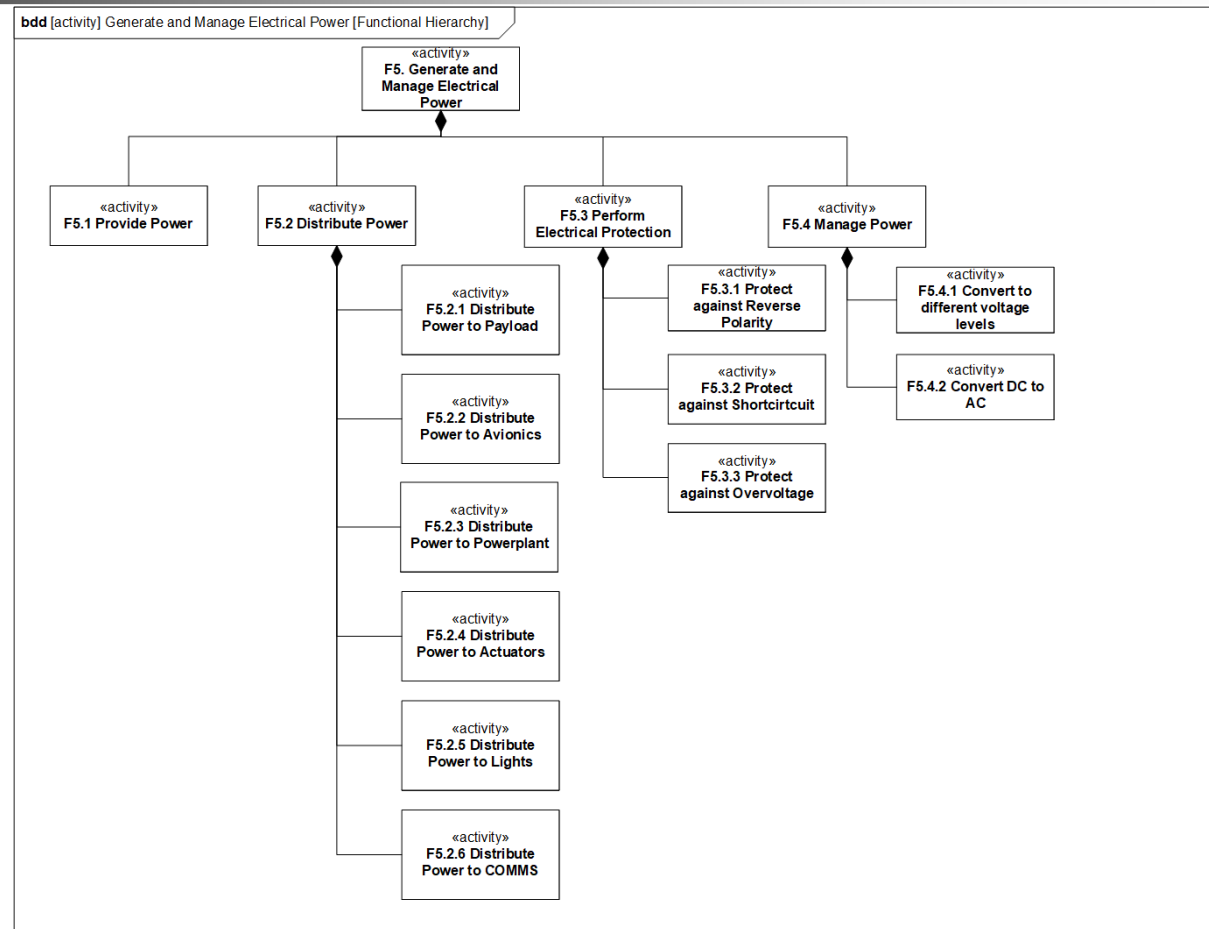 bdd [activity] Generate and Manage Electrical Power [Functional Hierarchy]
«activity»
F5. Generate and
Manage Electrical
Power
«activity»
F5.1 Provide Power
«activity»
F5.2 Distribute Power
«activity»
F5.3 Perform
Electrical Protection
«activity»
F5.4 Manage Power
«activity»
F5.2.1 Distribute
Power to Payload
«activity»
F5.2.2 Distribute
Power to Avionics
«activity»
F5.2.3 Distribute
Power to Powerplant
«activity»
F5.2.4 Distribute
Power to Actuators
«activity»
F5.2.5 Distribute
Power to Lights
«activity»
F5.2.6 Distribute
Power to COMMS
«activity»
F5.3.1 Protect
against Reverse
Polarity
«activity»
F5.3.2 Protect
against Shortcirtcuit
«activity»
F5.3.3 Protect
against Overvoltage
«activity»
F5.4.1 Convert to
different voltage
levels
«activity»
F5.4.2 Convert DC to
AC